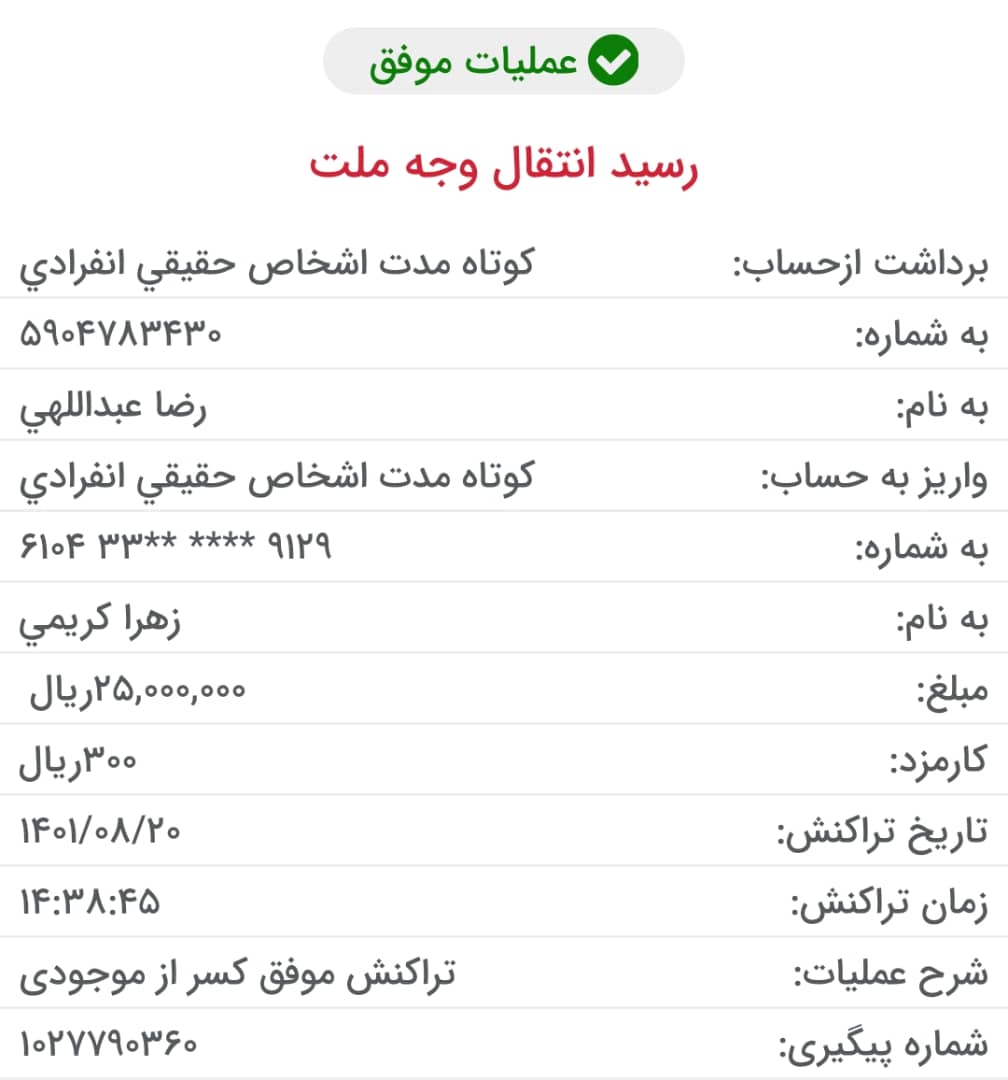 عملیات موفق
رسید انتقال وجه ملت
برداشت ازحساب: کوتاه مدت اشخاص حقيقي انفرادي
به شماره: ۵۹۰۴۷۸۳۴۳۰
به نام: رضا عبداللهي
واریز به حساب: کوتاه مدت اشخاص حقيقي انفرادي
به شماره: ۶۱۰۴ ۳۳** **** ۹۱۲۹
به نام: زهرا كريمي
مبلغ: ۲۵,۰۰۰,۰۰۰ریال
کارمزد: ۳۰۰ریال
تاریخ تراکنش: ۱۴۰۱/۰۸/۲۰
زمان تراکنش: ۱۴:۳۸:۴۵
شرح عملیات: تراکنش موفق کسر از موجودی
شماره پیگیری: ۱۰۲۷۷۹۰۳۶۰